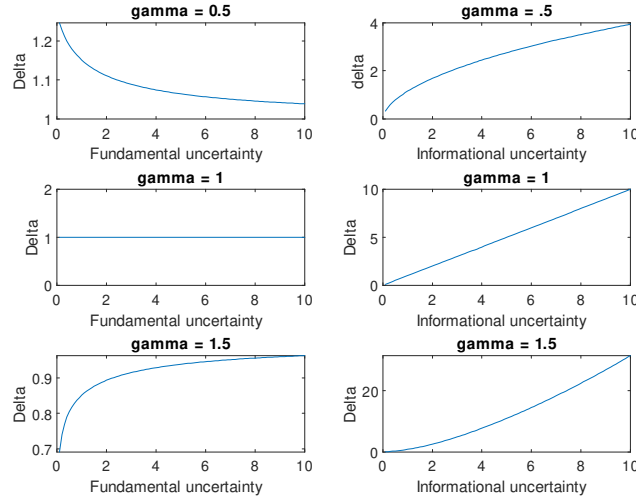 gamma = 0.5
1.2
1.1
1
Delta
0 2 4 6 8 10
Fundamental uncertainty
gamma = .5
4
2
0
delta
0 2 4 6 8 10
Informational uncertainty
gamma = 1
2
1
0
Delta
0 2 4 6 8 10
Fundamental uncertainty
gamma = 1
10
5
0
Delta
0 2 4 6 8 10
Informational uncertainty
gamma = 1.5
0.9
0.8
0.7
Delta
0 2 4 6 8 10
Fundamental uncertainty
gamma = 1.5
20
0
Delta
0 2 4 6 8 10
Informational uncertainty